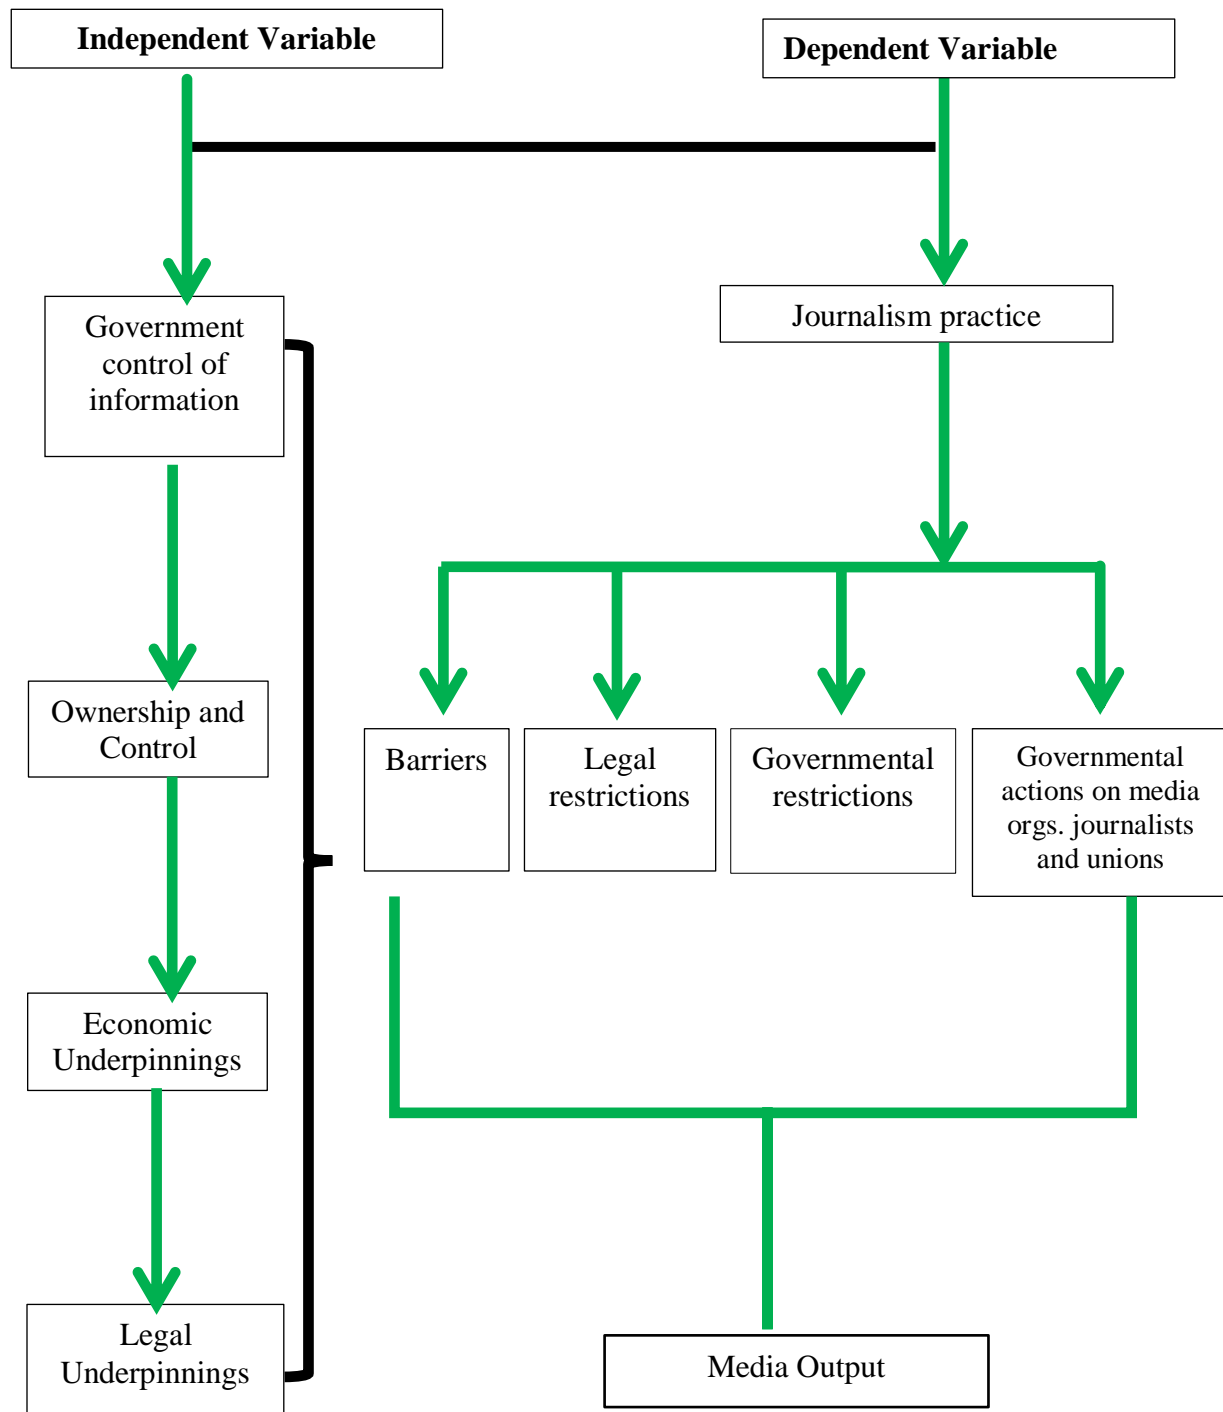 Independent Variable
Dependent Variable
Government
control of
information
Journalism practice
Ownership and
Control
Barriers
Legal
restrictions
Governmental
restrictions
Governmental
actions on media
orgs. journalists
and unions
Economic
Underpinnings
Legal
Underpinnings
Media Output